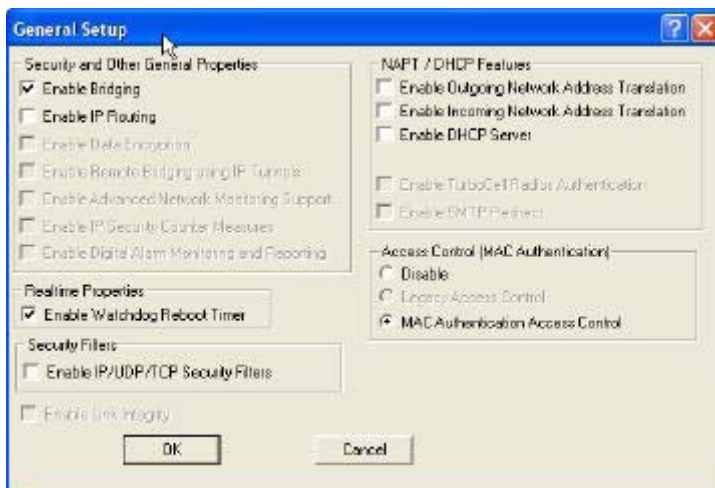 General Setup
Security and Other General Properties
Enable Bridging
Enable IP Routing
Enable Data Encryption
Enable Remote Bridging using IP Tunnels
Enable Advanced Network Monitoring Support
Enable IP Security Counter Measures
Enable Digital Alarm Monitoring and Reporting
Realtime Properties
Enable Watchdog Reboot Timer
Security Filters
Enable IP/UDP/TCP Security Filters
Enable Link Integrity
OK
NAPT / DHCP Features
Enable Outgoing Network Address Translation
Enable Incoming Network Address Translation
Enable DHCP Server
Enable TurboCell Radius Authentication
Enable SMTP Redirect
Access Control (MAC Authentication)
Disable
Legacy Access Control
MAC Authentication Access Control
Cancel